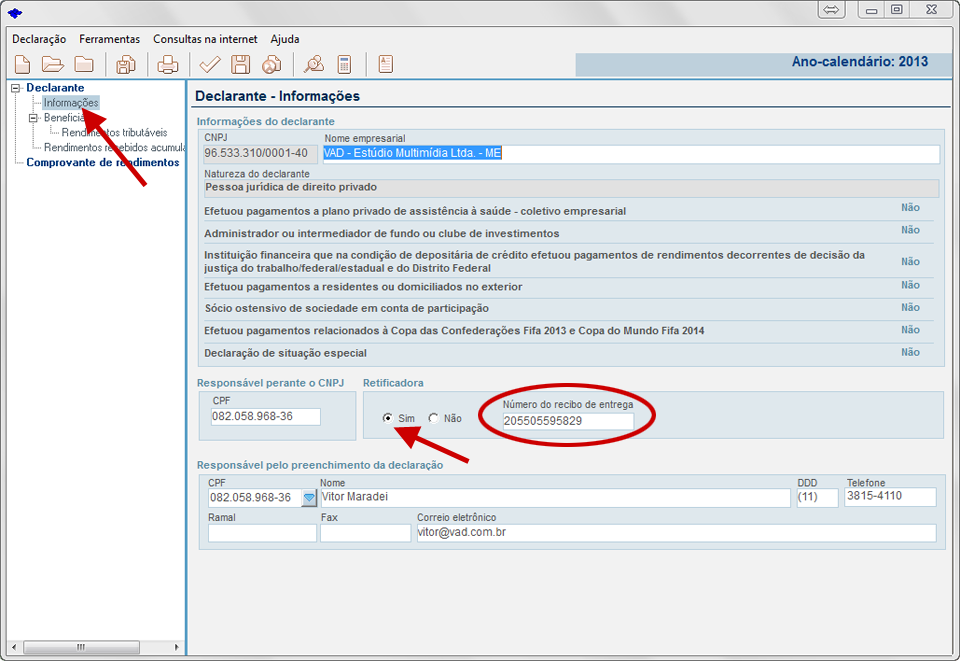 Declaração Ferramentas Consultas na internet Ajuda
Ano-calendário: 2013
Declarante
Informações
Rendimentos tributáveis
Rendimentos
Comprovante de rendimentos
Declarante - Informações
Informações do declarante
CNPJ Nome empresarial
96.533.310/0001-40 VAD - Estúdio Multimídia Ltda. - ME
Natureza do declarante
Pessoa jurídica de direito privado
Efetuou pagamentos a plano privado de assistência à saúde - coletivo empresarial Não
Administrador ou intermediador de fundo ou clube de investimentos Não
Instituição financeira que na condição de depositária de crédito efetuou pagamentos de rendimentos decorrentes de decisão da
justiça do trabalho/federal/estadual e do Distrito Federal Não
Efetuou pagamentos a residentes ou domiciliados no exterior Não
Sócio ostensivo de sociedade em conta de participação Não
Efetuou pagamentos relacionados à Copa das Confederações Fifa 2013 e Copa do Mundo Fifa 2014 Não
Declaração de situação especial Não
Responsável perante o CNPJ Retificadora
CPF Número do recibo de entrega
082.058.968-36 Sim Não 205505595829
Responsável pelo preenchimento da declaração
CPF Nome DDD Telefone
082.058.968-36 Vitor Maradei (11) 3815-4110
Ramal Fax Correio eletrônico
vitor@vad.com.br